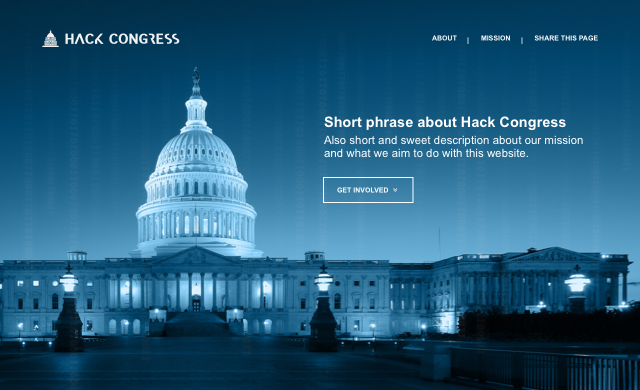 HACK CONGRESS
ABOUT | MISSION | SHARE THIS PAGE
Short phrase about Hack Congress
Also short and sweet description about our mission
and what we aim to do with this website.
GET INVOLVED